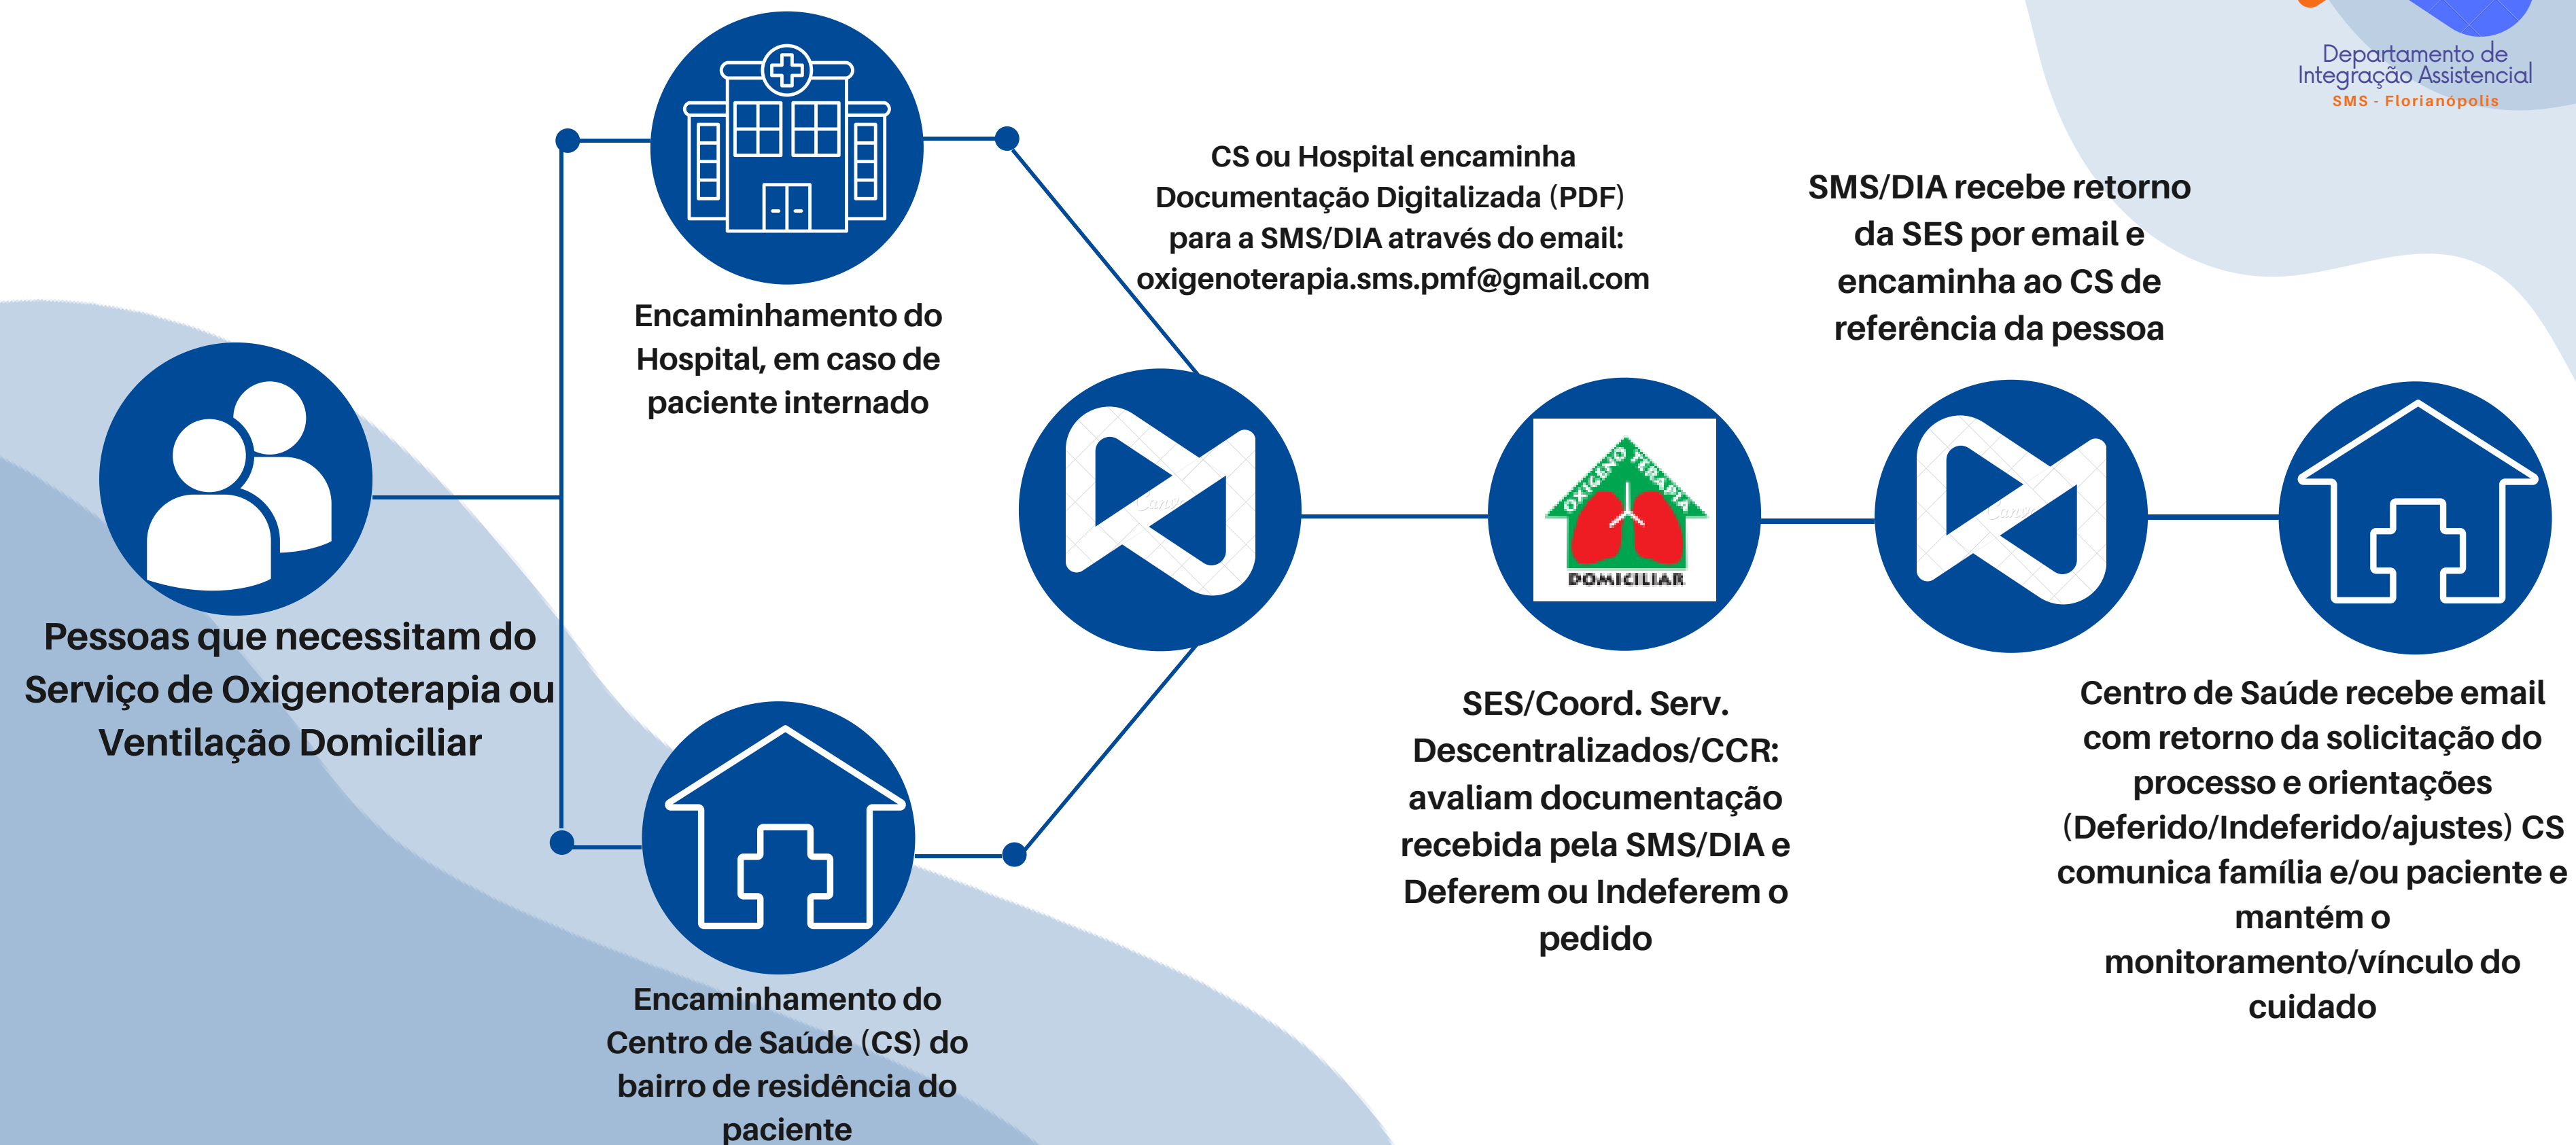 Departamento de
Integração Assistencial
SMS - Florianópolis
Pessoas que necessitam do
Serviço de Oxigenoterapia ou
Ventilação Domiciliar
Encaminhamento do
Hospital, em caso de
paciente internado
Encaminhamento do
Centro de Saúde (CS) do
bairro de residência do
paciente
CS ou Hospital encaminha
Documentação Digitalizada (PDF)
para a SMS/DIA através do email:
oxigenoterapia.sms.pmf@gmail.com
Canva
OXIGENO TERAPIA
DOMICILIAR
SES/Coord. Serv.
Descentralizados/CCR:
avaliam documentação
recebida pela SMS/DIA e
Deferem ou Indeferem o
pedido
SMS/DIA recebe retorno
da SES por email e
encaminha ao CS de
referência da pessoa
Canva
Centro de Saúde recebe email
com retorno da solicitação do
processo e orientações
(Deferido/Indeferido/ajustes) CS
comunica família e/ou paciente e
mantém o
monitoramento/vínculo do
cuidado